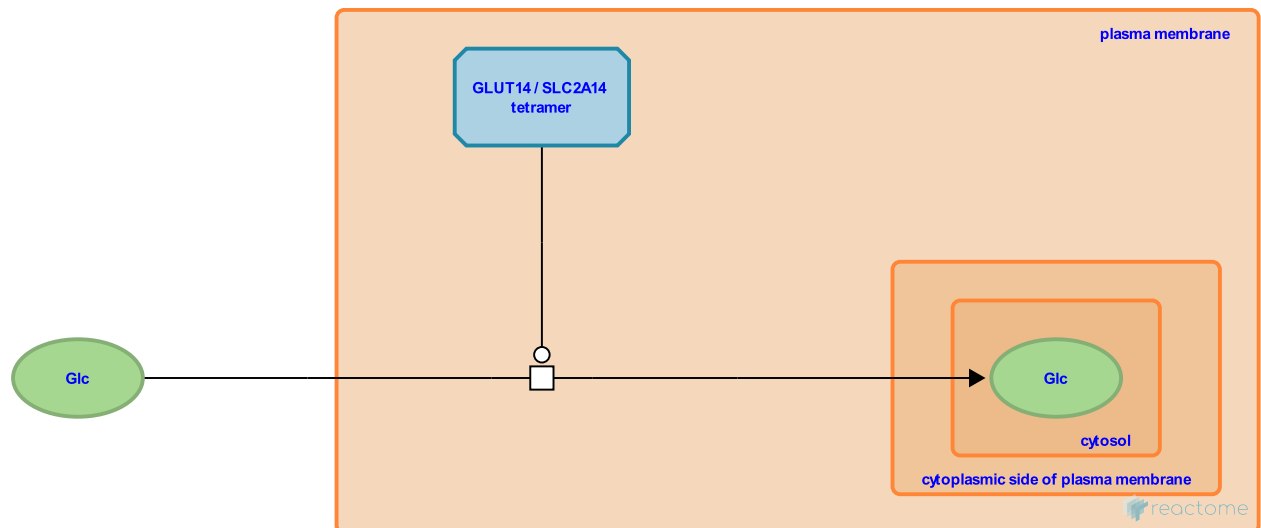 plasma membrane
GLUT14 / SLC2A14
tetramer
Glc
Glc
cytosol
cytoplasmic side of plasma membrane
reactome